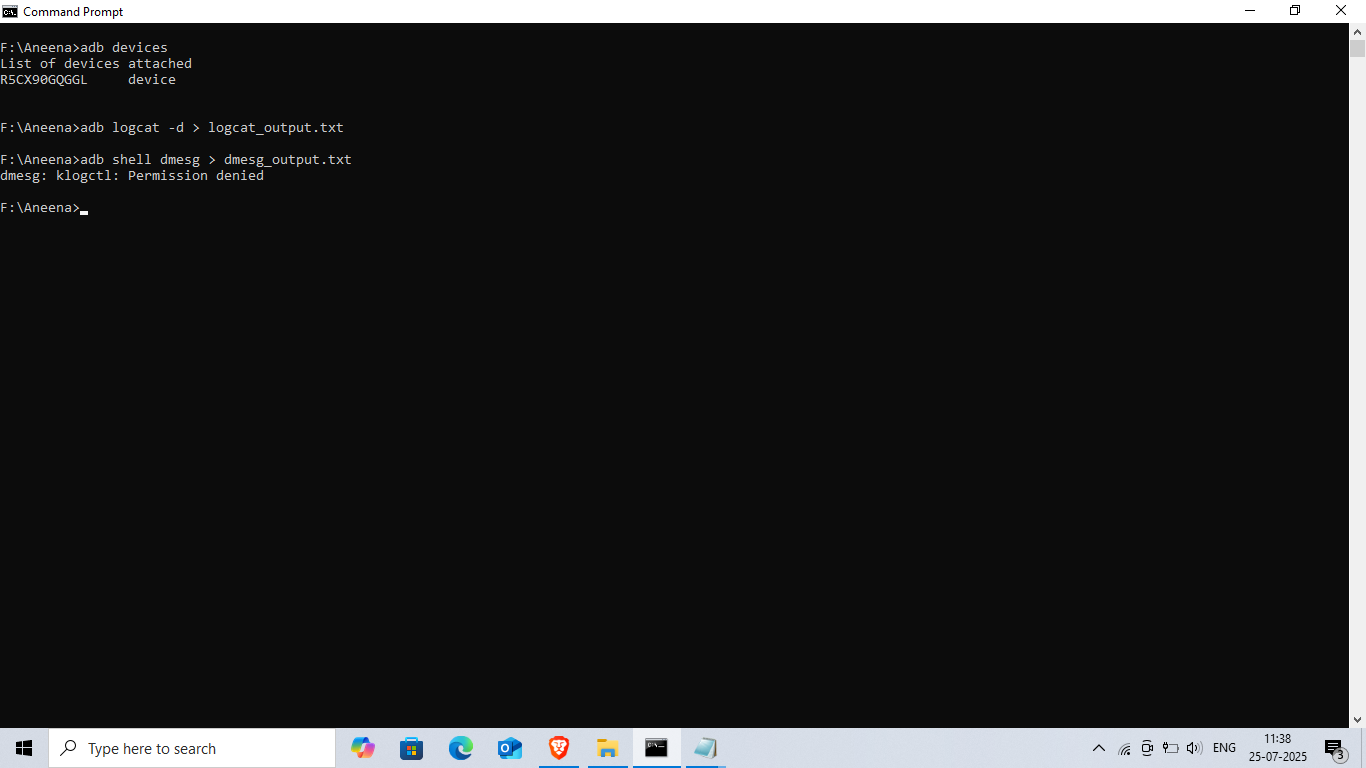 Command Prompt
F:\Aneena>adb devices
List of devices attached
R5CX90GQGGL     device
F:\Aneena>adb logcat -d > logcat_output.txt
F:\Aneena>adb shell dmesg > dmesg_output.txt
dmesg: klogctl: Permission denied
F:\Aneena>
Type here to search
ENG
11:38
25-07-2025
3